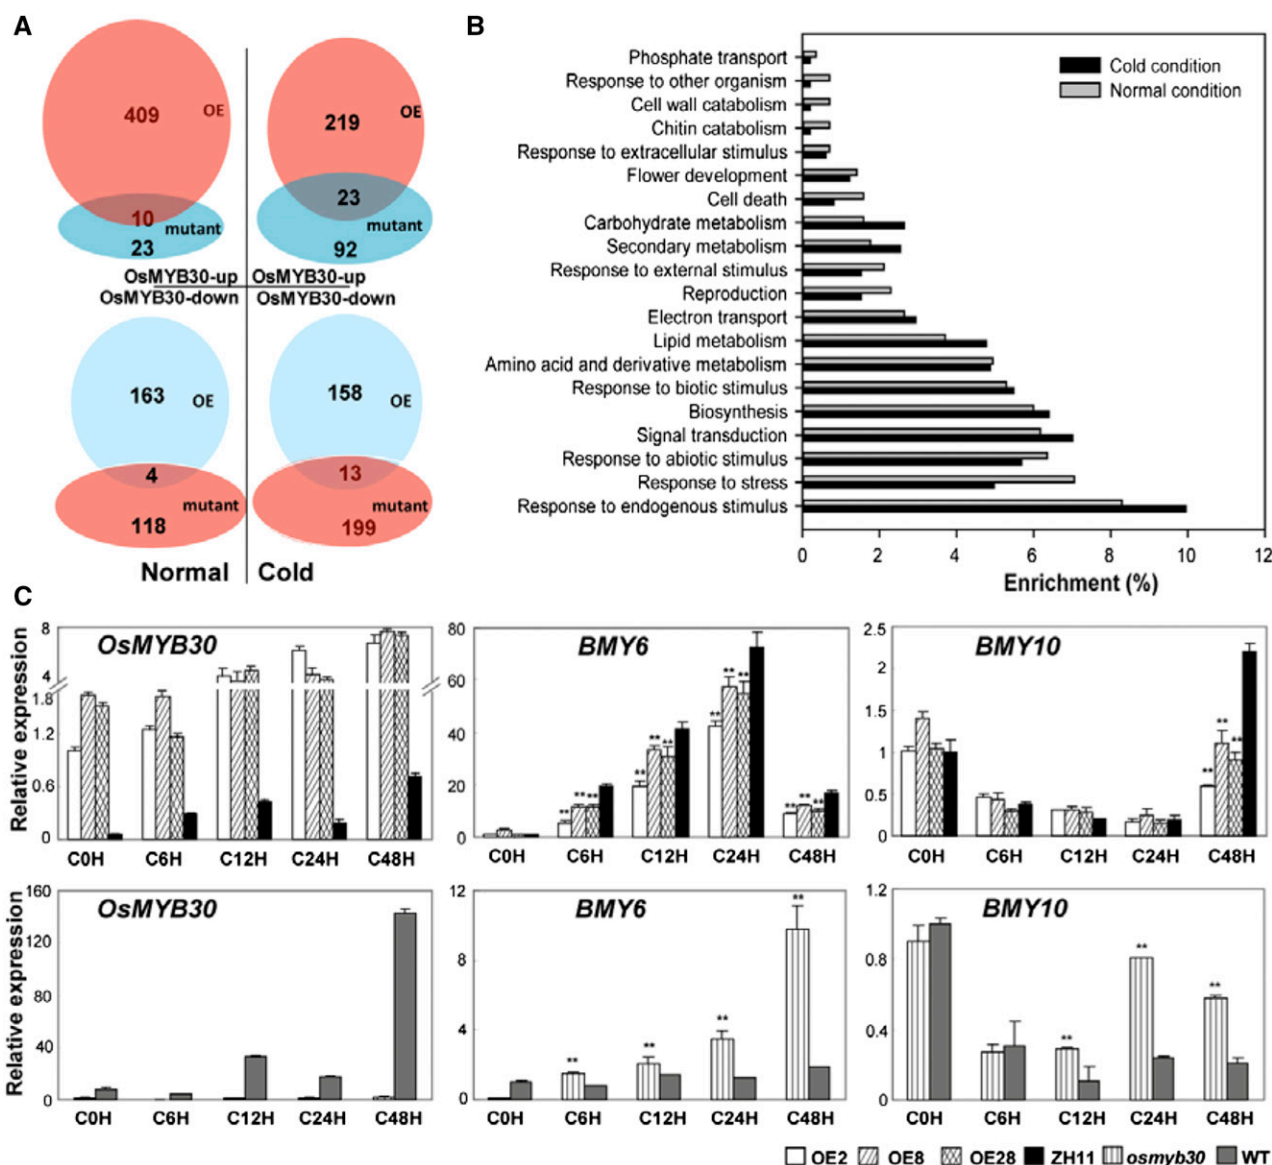 A
409
OE
10
mutant
23
219
OE
23
mutant
92
OsMYB30-up
OsMYB30-up
OsMYB30-down
OsMYB30-down
163
OE
4
mutant
118
158
OE
13
mutant
199
Normal
Cold
B
Cold condition
Normal condition
Phosphate transport
Response to other organism
Cell wall catabolism
Chitin catabolism
Response to extracellular stimulus
Flower development
Cell death
Carbohydrate metabolism
Secondary metabolism
Response to external stimulus
Reproduction
Electron transport
Lipid metabolism
Amino acid and derivative metabolism
Response to biotic stimulus
Biosynthesis
Signal transduction
Response to abiotic stimulus
Response to stress
Response to endogenous stimulus
0 2 4 6 8 10 12
Enrichment (%)
C
Relative expression
8
4
1.8
1.2
0.6
0
OsMYB30
C0H C6H C12H C24H C48H
80
60
40
20
0
BMY6
** ** **
** ** **
** ** **
** ** **
C0H C6H C12H C24H C48H
2.5
2
1.5
1
0.5
0
BMY10
** ** **
C0H C6H C12H C24H C48H
Relative expression
160
120
80
40
0
OsMYB30
C0H C6H C12H C24H C48H
12
8
4
0
BMY6
** ** ** **
C0H C6H C12H C24H C48H
1.2
0.8
0.4
0
BMY10
** ** **
C0H C6H C12H C24H C48H
OE2 OE8 OE28 ZH11 osmyb30 WT